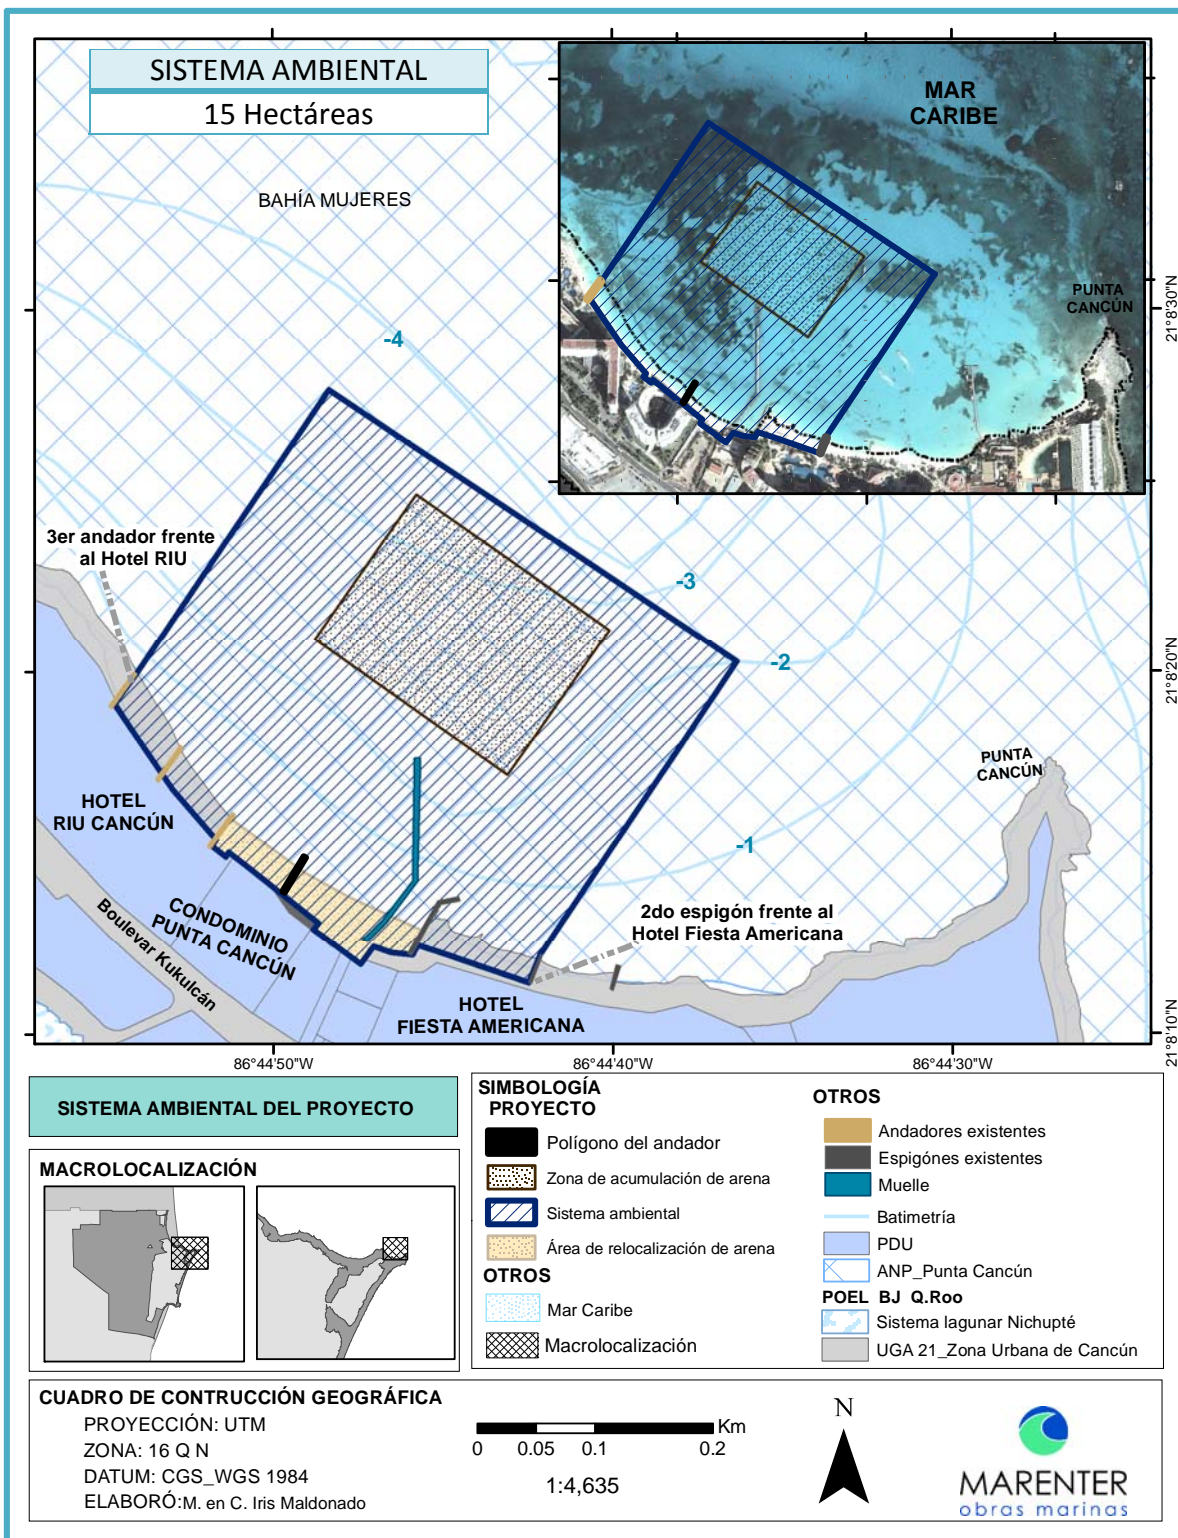 SISTEMA AMBIENTAL
15 Hectáreas
MAR
CARIBE
BAHÍA MUJERES
PUNTA
CANCÚN
21°8'30"N
-4
3er andador frente
al Hotel RIU
-3
-2
21°8'20"N
PUNTA
CANCÚN
HOTEL
RIU CANCÚN
-1
CONDOMINIO
PUNTA CANCÚN
2do espigón frente al
Hotel Fiesta Americana
Boulevar Kukulcán
HOTEL
FIESTA AMERICANA
21°8'10"N
86°44'50"W
86°44'40"W
86°44'30"W
SISTEMA AMBIENTAL DEL PROYECTO
MACROLOCALIZACIÓN
SIMBOLOGÍA
PROYECTO
Polígono del andador
Zona de acumulación de arena
Sistema ambiental
Área de relocalización de arena
OTROS
Mar Caribe
Macrolocalización
OTROS
Andadores existentes
Espigónes existentes
Muelle
Batimetría
PDU
ANP_Punta Cancún
POEL BJ Q.Roo
Sistema lagunar Nichupté
UGA 21_Zona Urbana de Cancún
CUADRO DE CONTRUCCIÓN GEOGRÁFICA
PROYECCIÓN: UTM
ZONA: 16 Q N
DATUM: CGS_WGS 1984
ELABORÓ:M. en C. Iris Maldonado
Km
0 0.05 0.1 0.2
1:4,635
N
MARENTER
obras marinas